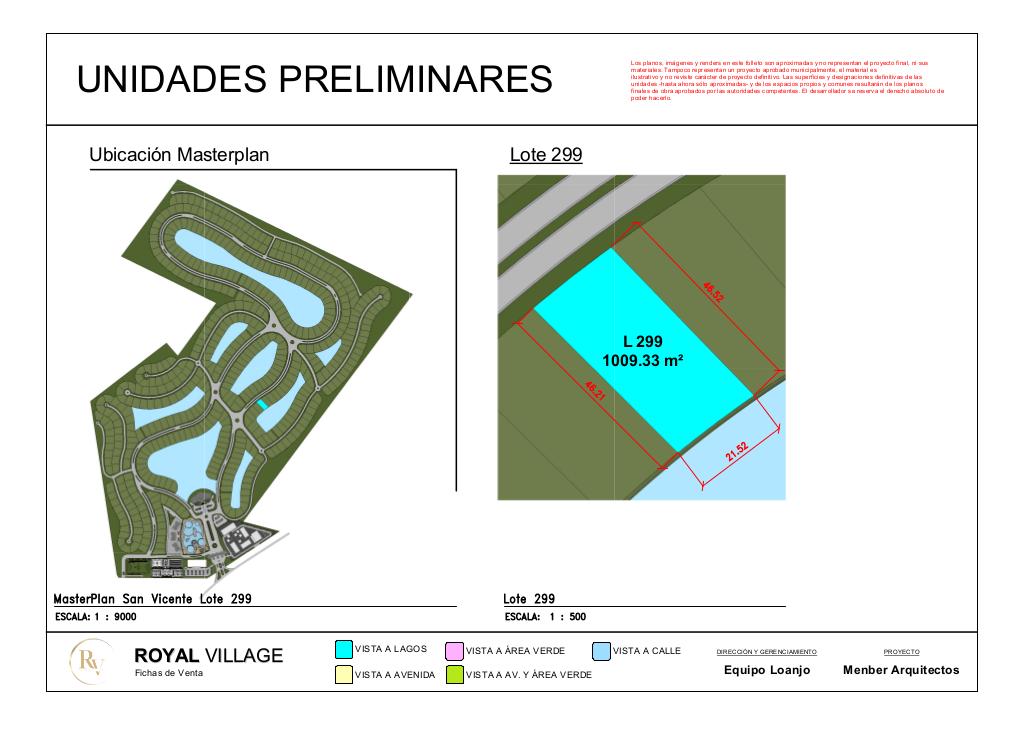 UNIDADES PRELIMINARES
Los planos, imágenes y renders en este folleto son aproximadas y no representan el proyecto final, ni sus
materiales. Tampoco representan un proyecto aprobado municipalmente, el material es
ilustrativo y no reviste carácter de proyecto definitivo. Las superficies y designaciones definitivas de las
unidades -hasta ahora sólo aproximadas- y de los espacios propios y comunes resultarán de los planos
finales de obra aprobados por las autoridades competentes. El desarrollador se reserva el derecho absoluto de
poder hacerlo.
Ubicación Masterplan
Lote 299
46.52
L 299
1009.33 m²
46.21
21.52
MasterPlan San Vicente Lote 299
ESCALA: 1 : 9000
Lote 299
ESCALA: 1 : 500
RV
ROYAL VILLAGE
Fichas de Venta
VISTA A LAGOS
VISTA A ÁREA VERDE
VISTA A CALLE
VISTA A AVENIDA
VISTA A AV. Y ÁREA VERDE
DIRECCIÓN Y GERENCIAMIENTO
Equipo Loanjo
PROYECTO
Menber Arquitectos